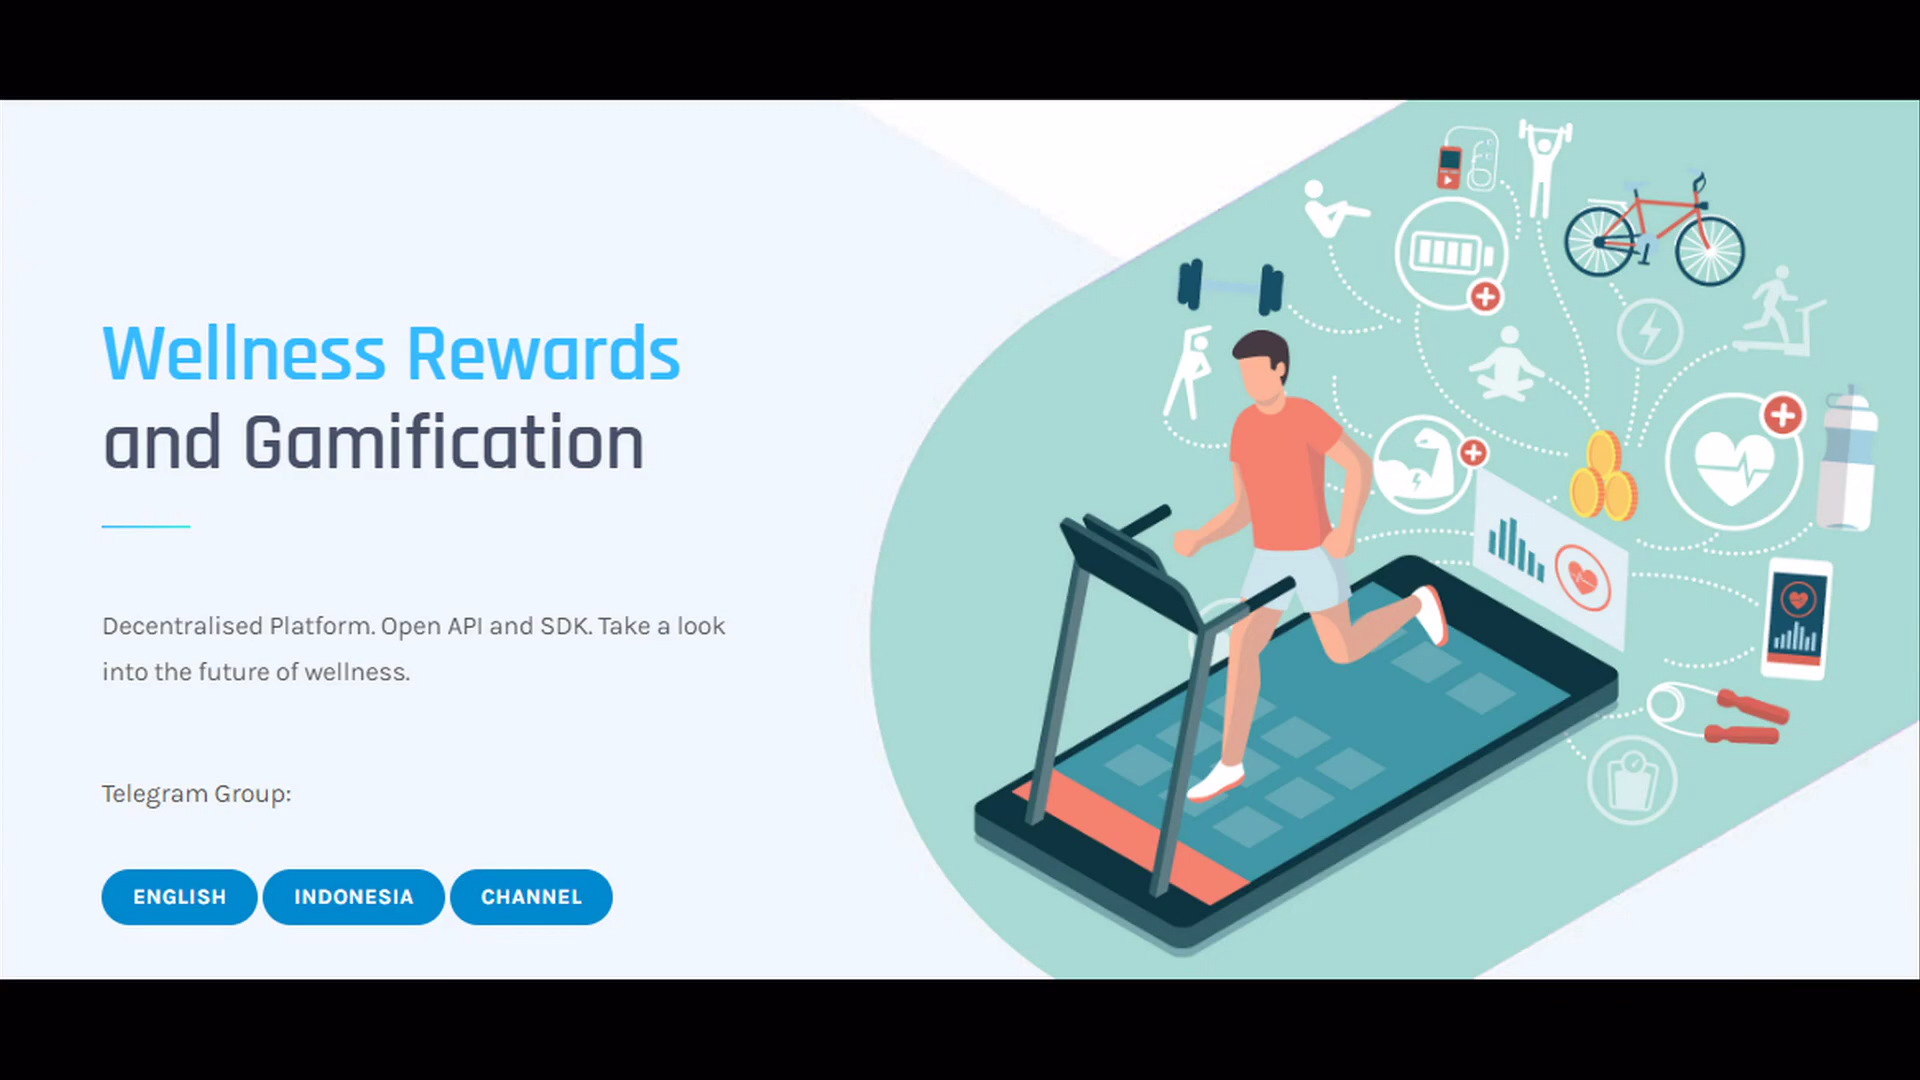 Wellness Rewards
and Gamification
Decentralised Platform. Open API and SDK. Take a look
into the future of wellness.
Telegram Group:
ENGLISH
INDONESIA
CHANNEL